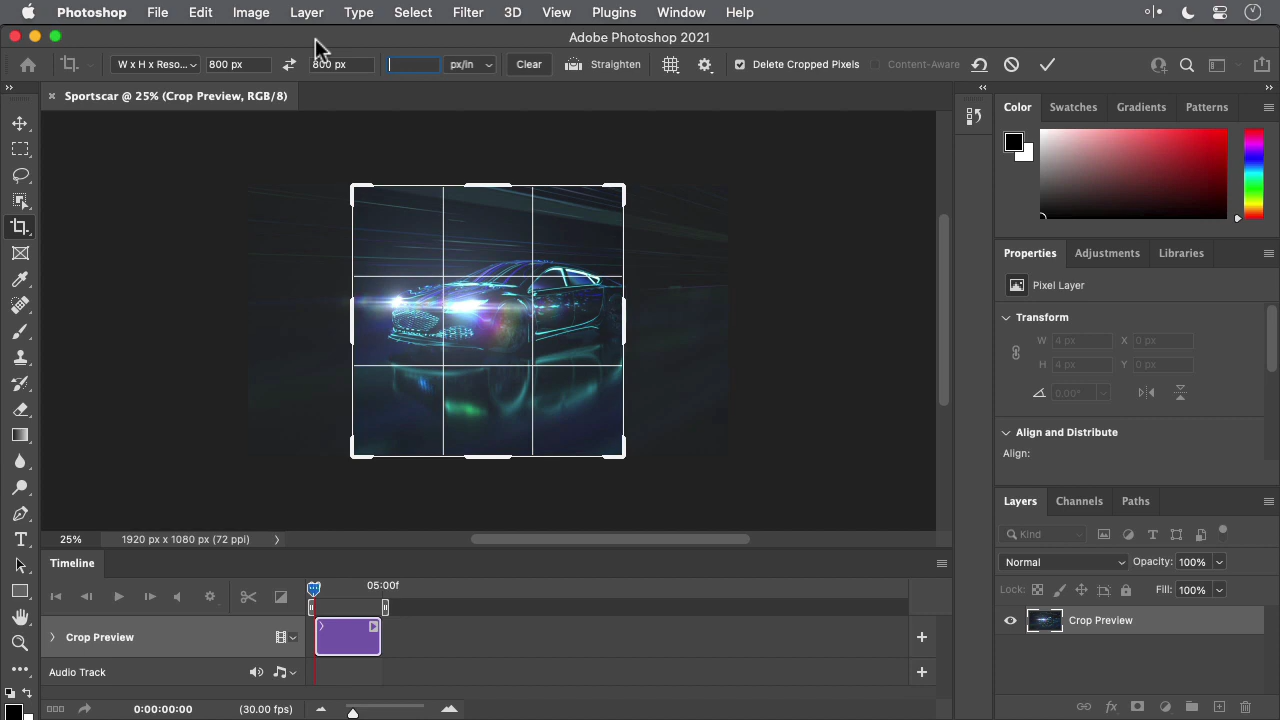 Photoshop File Edit Image Layer Type Select Filter 3D View Plugins Window Help
Adobe Photoshop 2021
W x H x Reso... 800 px 800 px px/in Clear Straighten Delete Cropped Pixels Content-Aware
Sportscar @ 25% (Crop Preview, RGB/8)
Color Swatches Gradients Patterns
Properties Adjustments Libraries
Pixel Layer
Transform
W 4 px X 0 px
H 4 px Y 0 px
0.00°
Align and Distribute
Align:
Layers Channels Paths
Kind
Normal Opacity: 100%
Lock: Fill: 100%
Crop Preview
25% 1920 px x 1080 px (72 ppi)
Timeline
05:00f
Crop Preview
Audio Track
0:00:00:00 (30.00 fps)